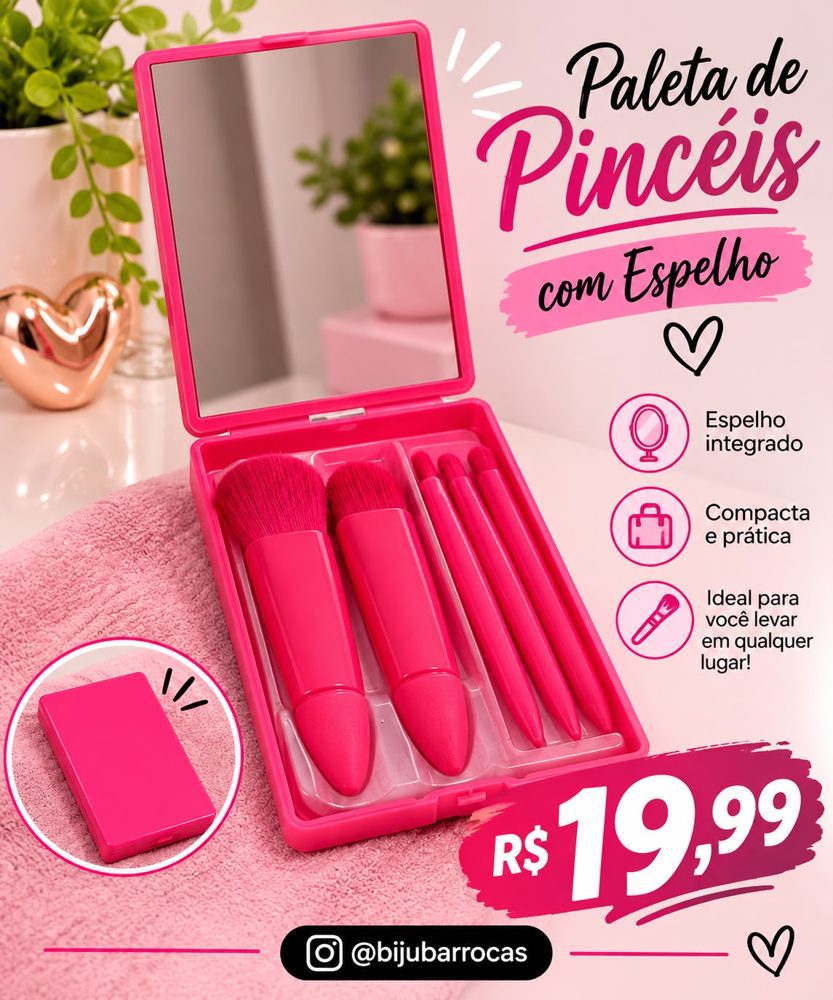 Paleta de
Pincéis
com Espelho
Espelho
integrado
Compacta
e prática
Ideal para
você levar
em qualquer
lugar!
R$ 19,99
@bijubarrocas